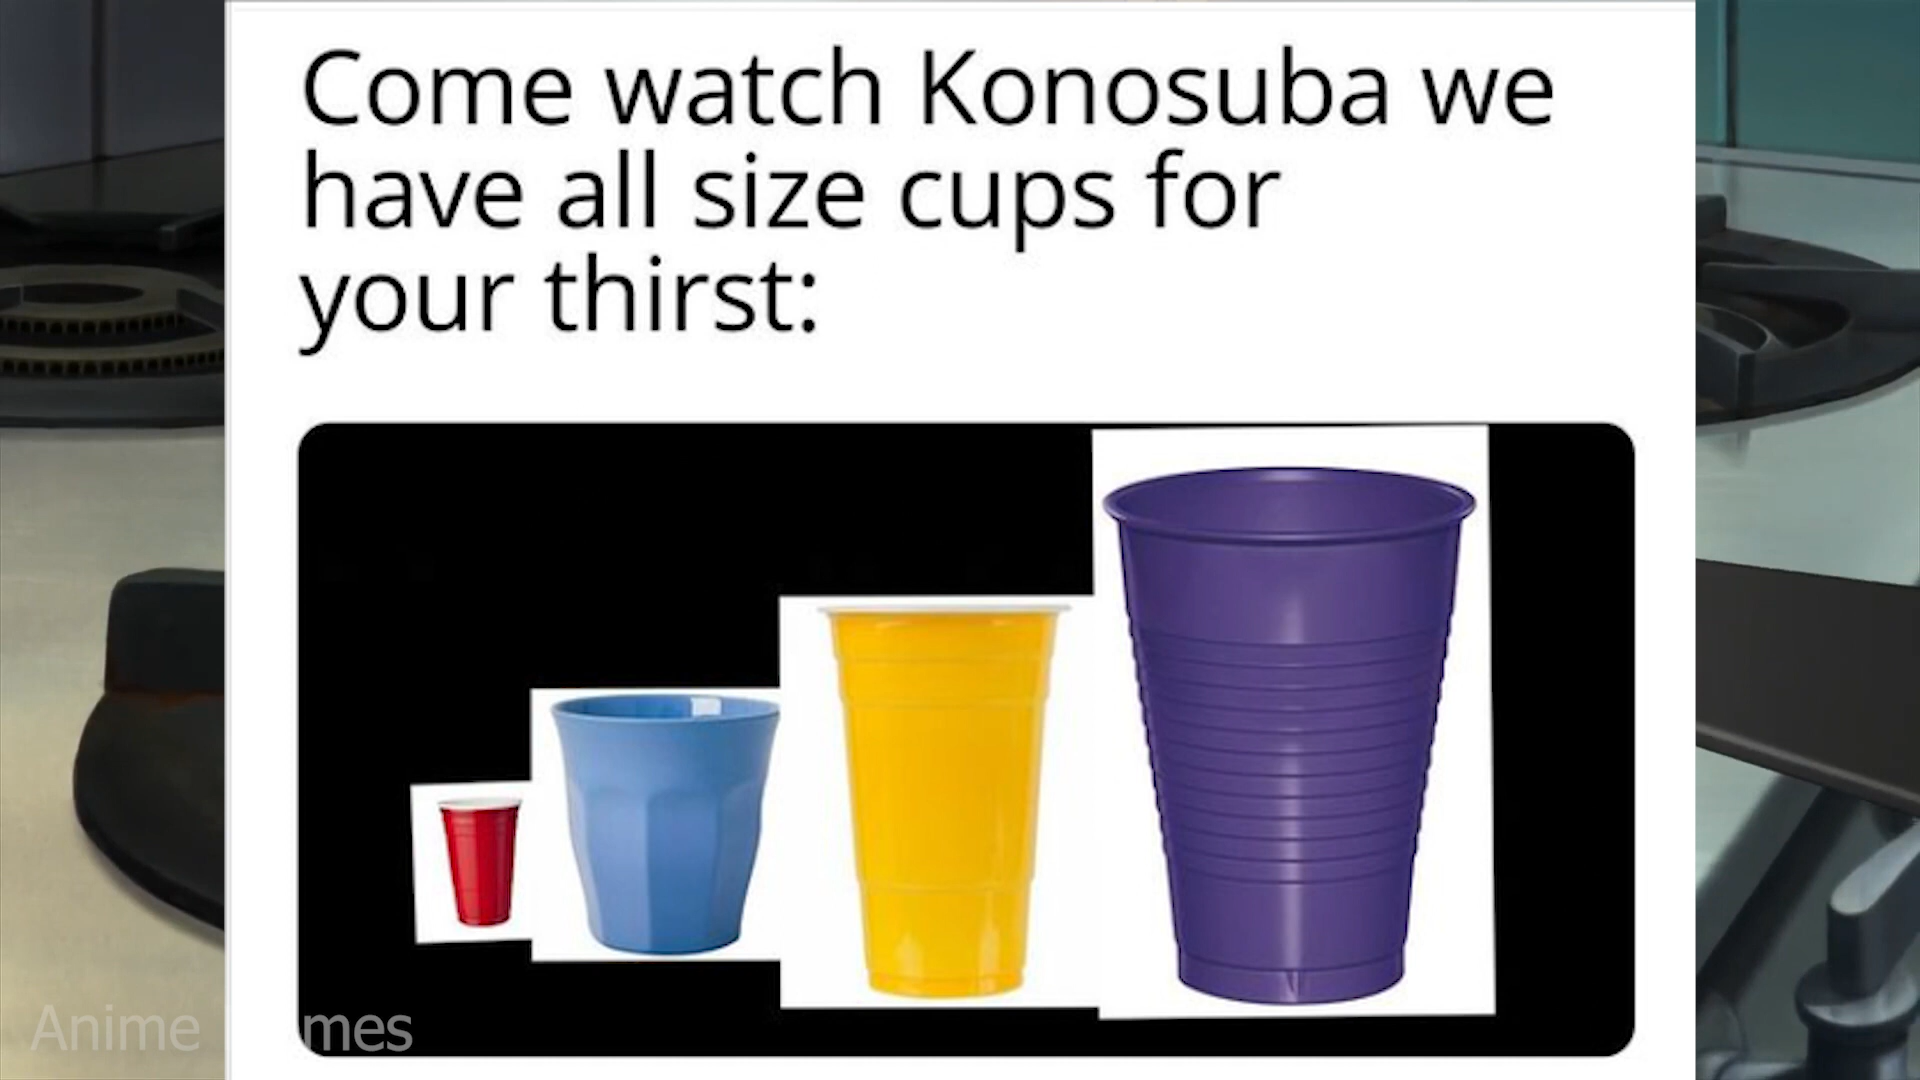 Come watch Konosuba we
have all size cups for
your thirst:
Anime mes